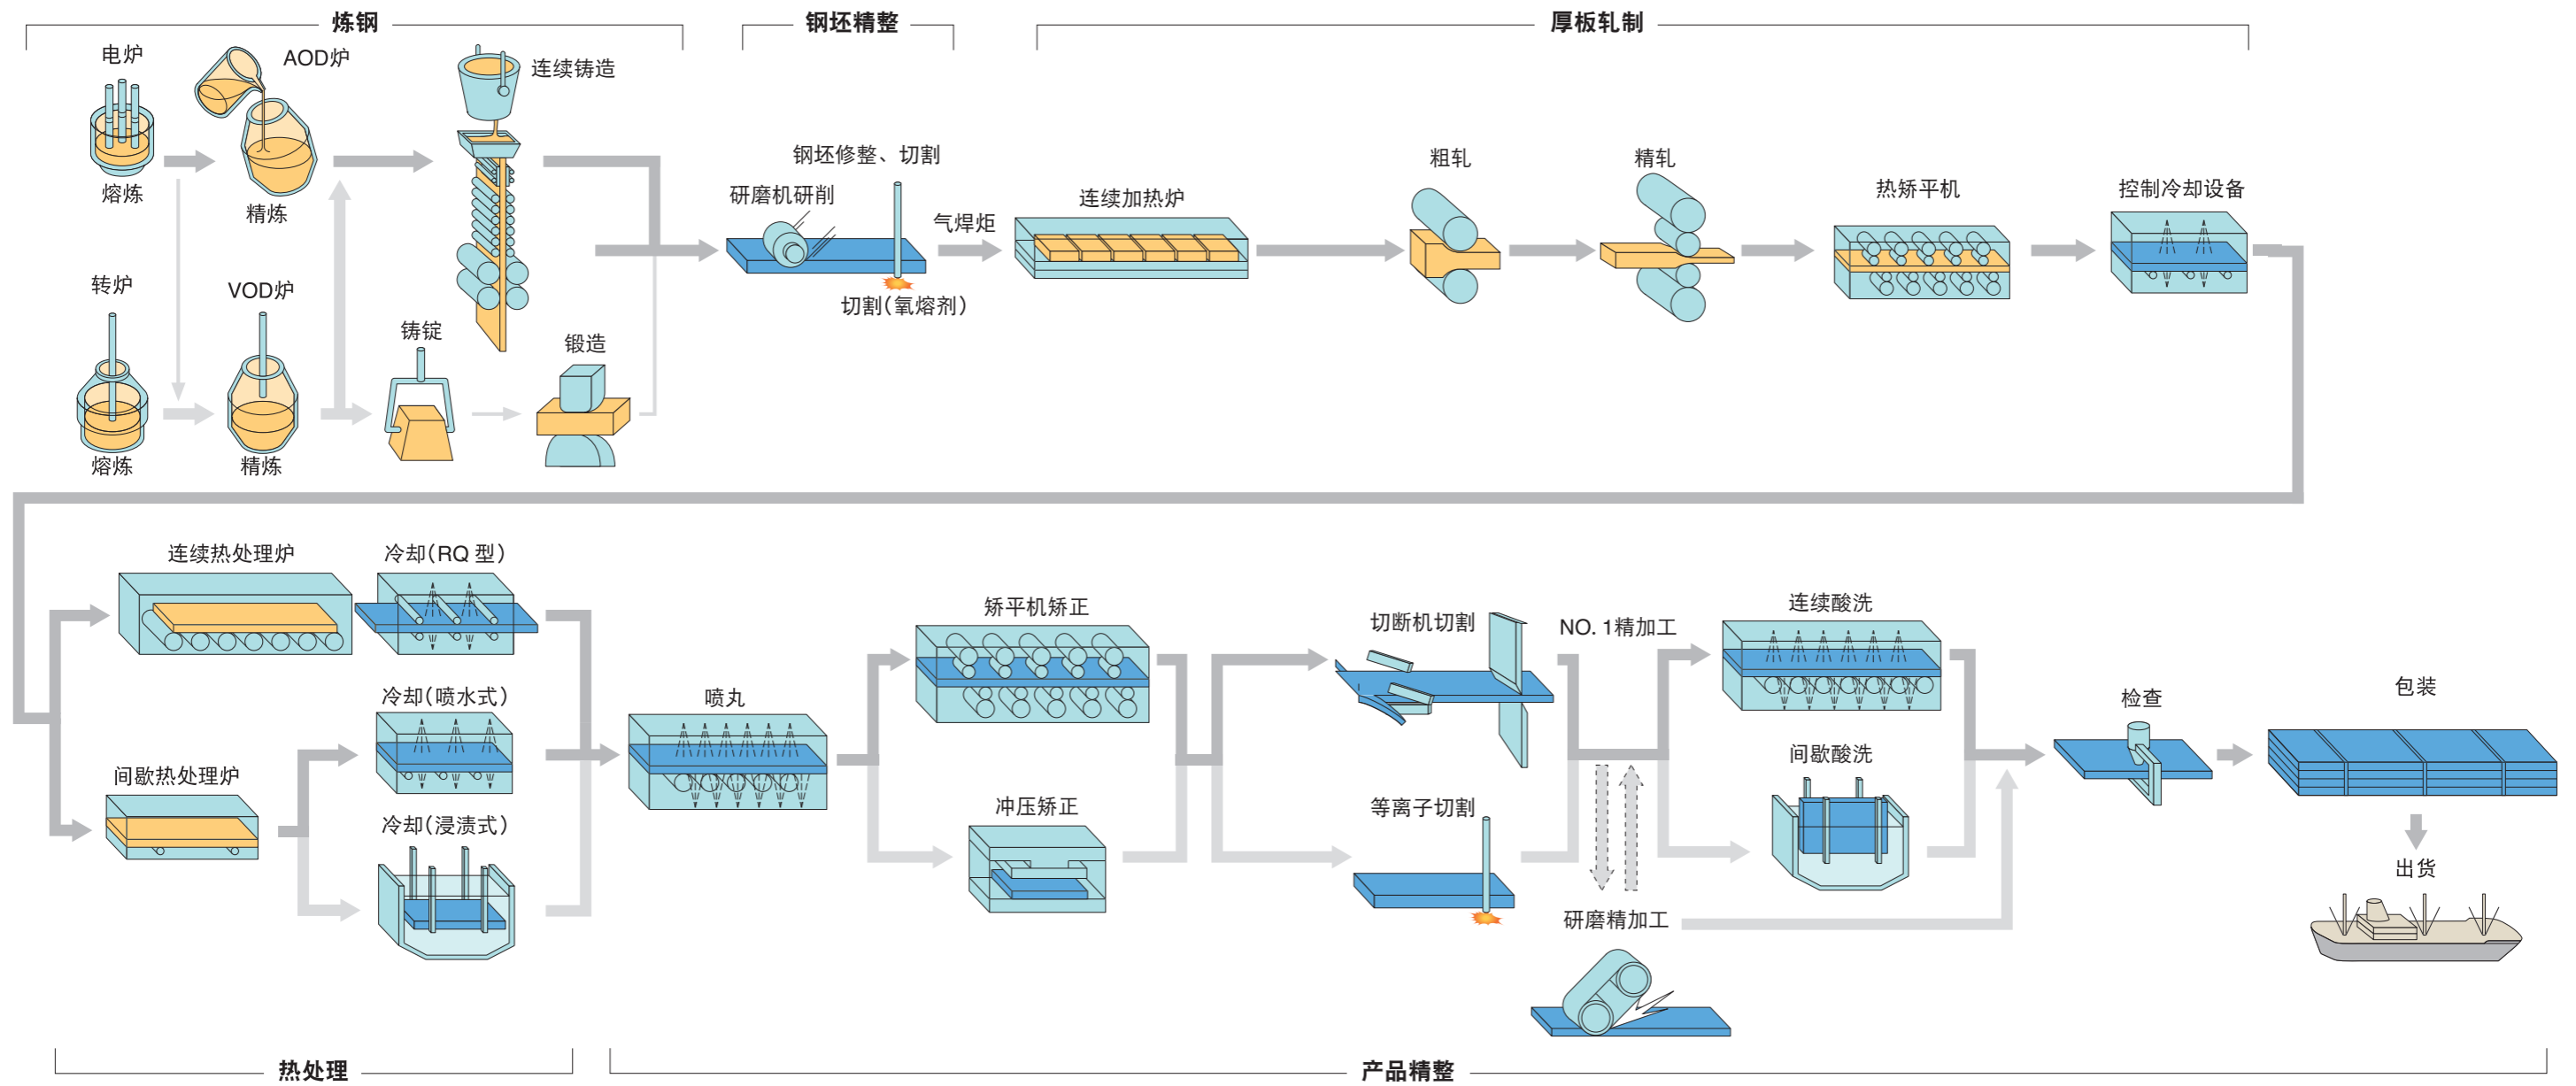 炼钢
钢坯精整
厚板轧制
电炉
AOD炉
连续铸造
熔炼
精炼
转炉
VOD炉
铸锭
锻造
熔炼
精炼
钢坯修整、切割
研磨机研削
气焊炬
切割(氧熔剂)
连续加热炉
粗轧
精轧
热矫平机
控制冷却设备
连续热处理炉
冷却(RQ 型)
冷却(喷水式)
间歇热处理炉
冷却(浸渍式)
喷丸
矫平机矫正
冲压矫正
切断机切割
NO. 1精加工
等离子切割
研磨精加工
连续酸洗
间歇酸洗
检查
包装
出货
热处理
产品精整